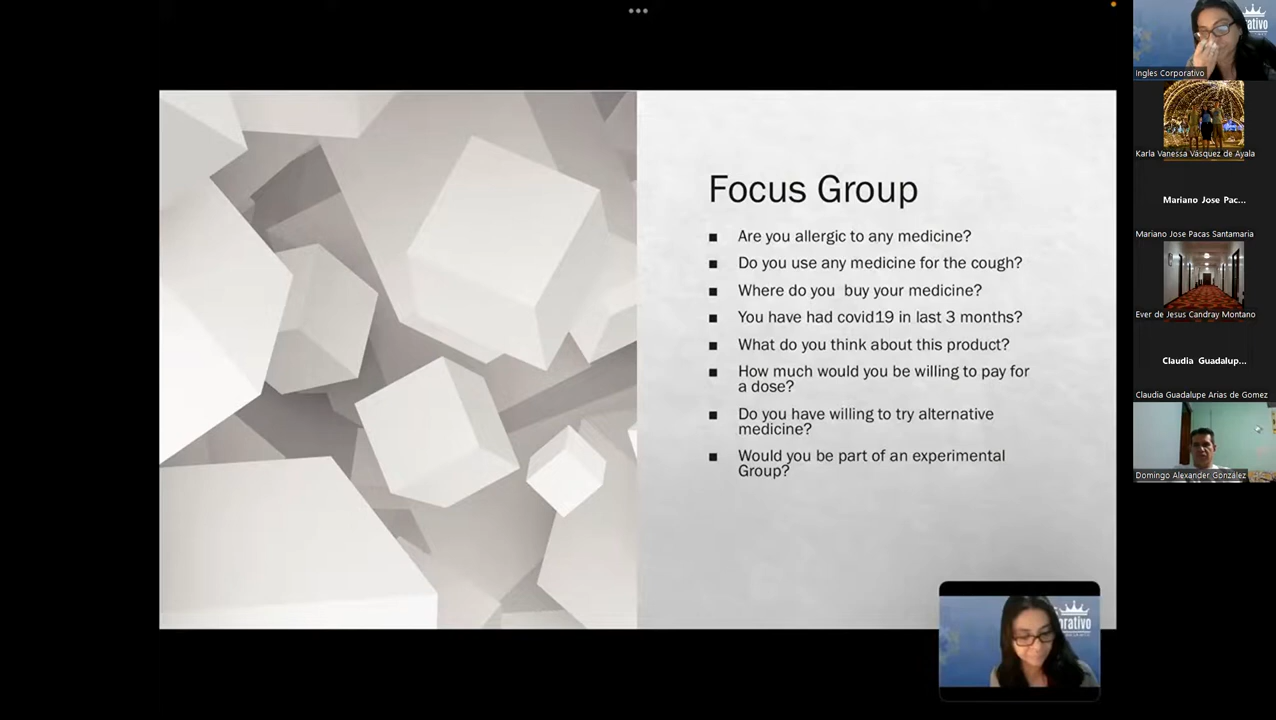 Focus Group
Are you allergic to any medicine?
Do you use any medicine for the cough?
Where do you buy your medicine?
You have had covid19 in last 3 months?
What do you think about this product?
How much would you be willing to pay for
a dose?
Do you have willing to try alternative
medicine?
Would you be part of an experimental
Group?
Ingles Corporativo
Karla Vanessa Vásquez de Ayala
Mariano Jose Pac...
Mariano Jose Pacas Santamaria
Ever de Jesus Candray Montano
Claudia Guadalup...
Claudia Guadalupe Arias de Gomez
Domingo Alexander González